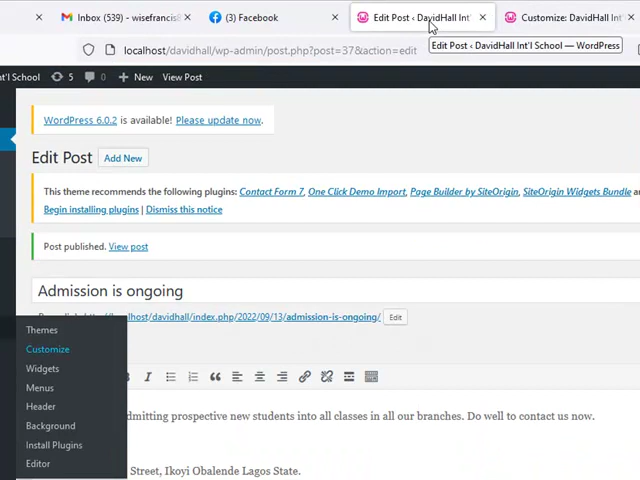 Inbox (539) - wisefrancis8
(3) Facebook
Edit Post ‹ DavidHall Int'
Customize: DavidHall Int'l S
localhost/davidhall/wp-admin/post.php?post=37&action=edit
Edit Post ‹ DavidHall Int'l School — WordPress
t'l School 5 0 New View Post
WordPress 6.0.2 is available! Please update now.
Edit Post Add New
This theme recommends the following plugins: Contact Form 7, One Click Demo Import, Page Builder by SiteOrigin, SiteOrigin Widgets Bundle an
Begin installing plugins | Dismiss this notice
Post published. View post
Admission is ongoing
http://localhost/davidhall/index.php/2022/09/13/admission-is-ongoing/ Edit
Themes
Customize
Widgets
Menus
Header
Background
Install Plugins
Editor
B I
dmitting prospective new students into all classes in all our branches. Do well to contact us now.
Street, Ikoyi Obalende Lagos State.